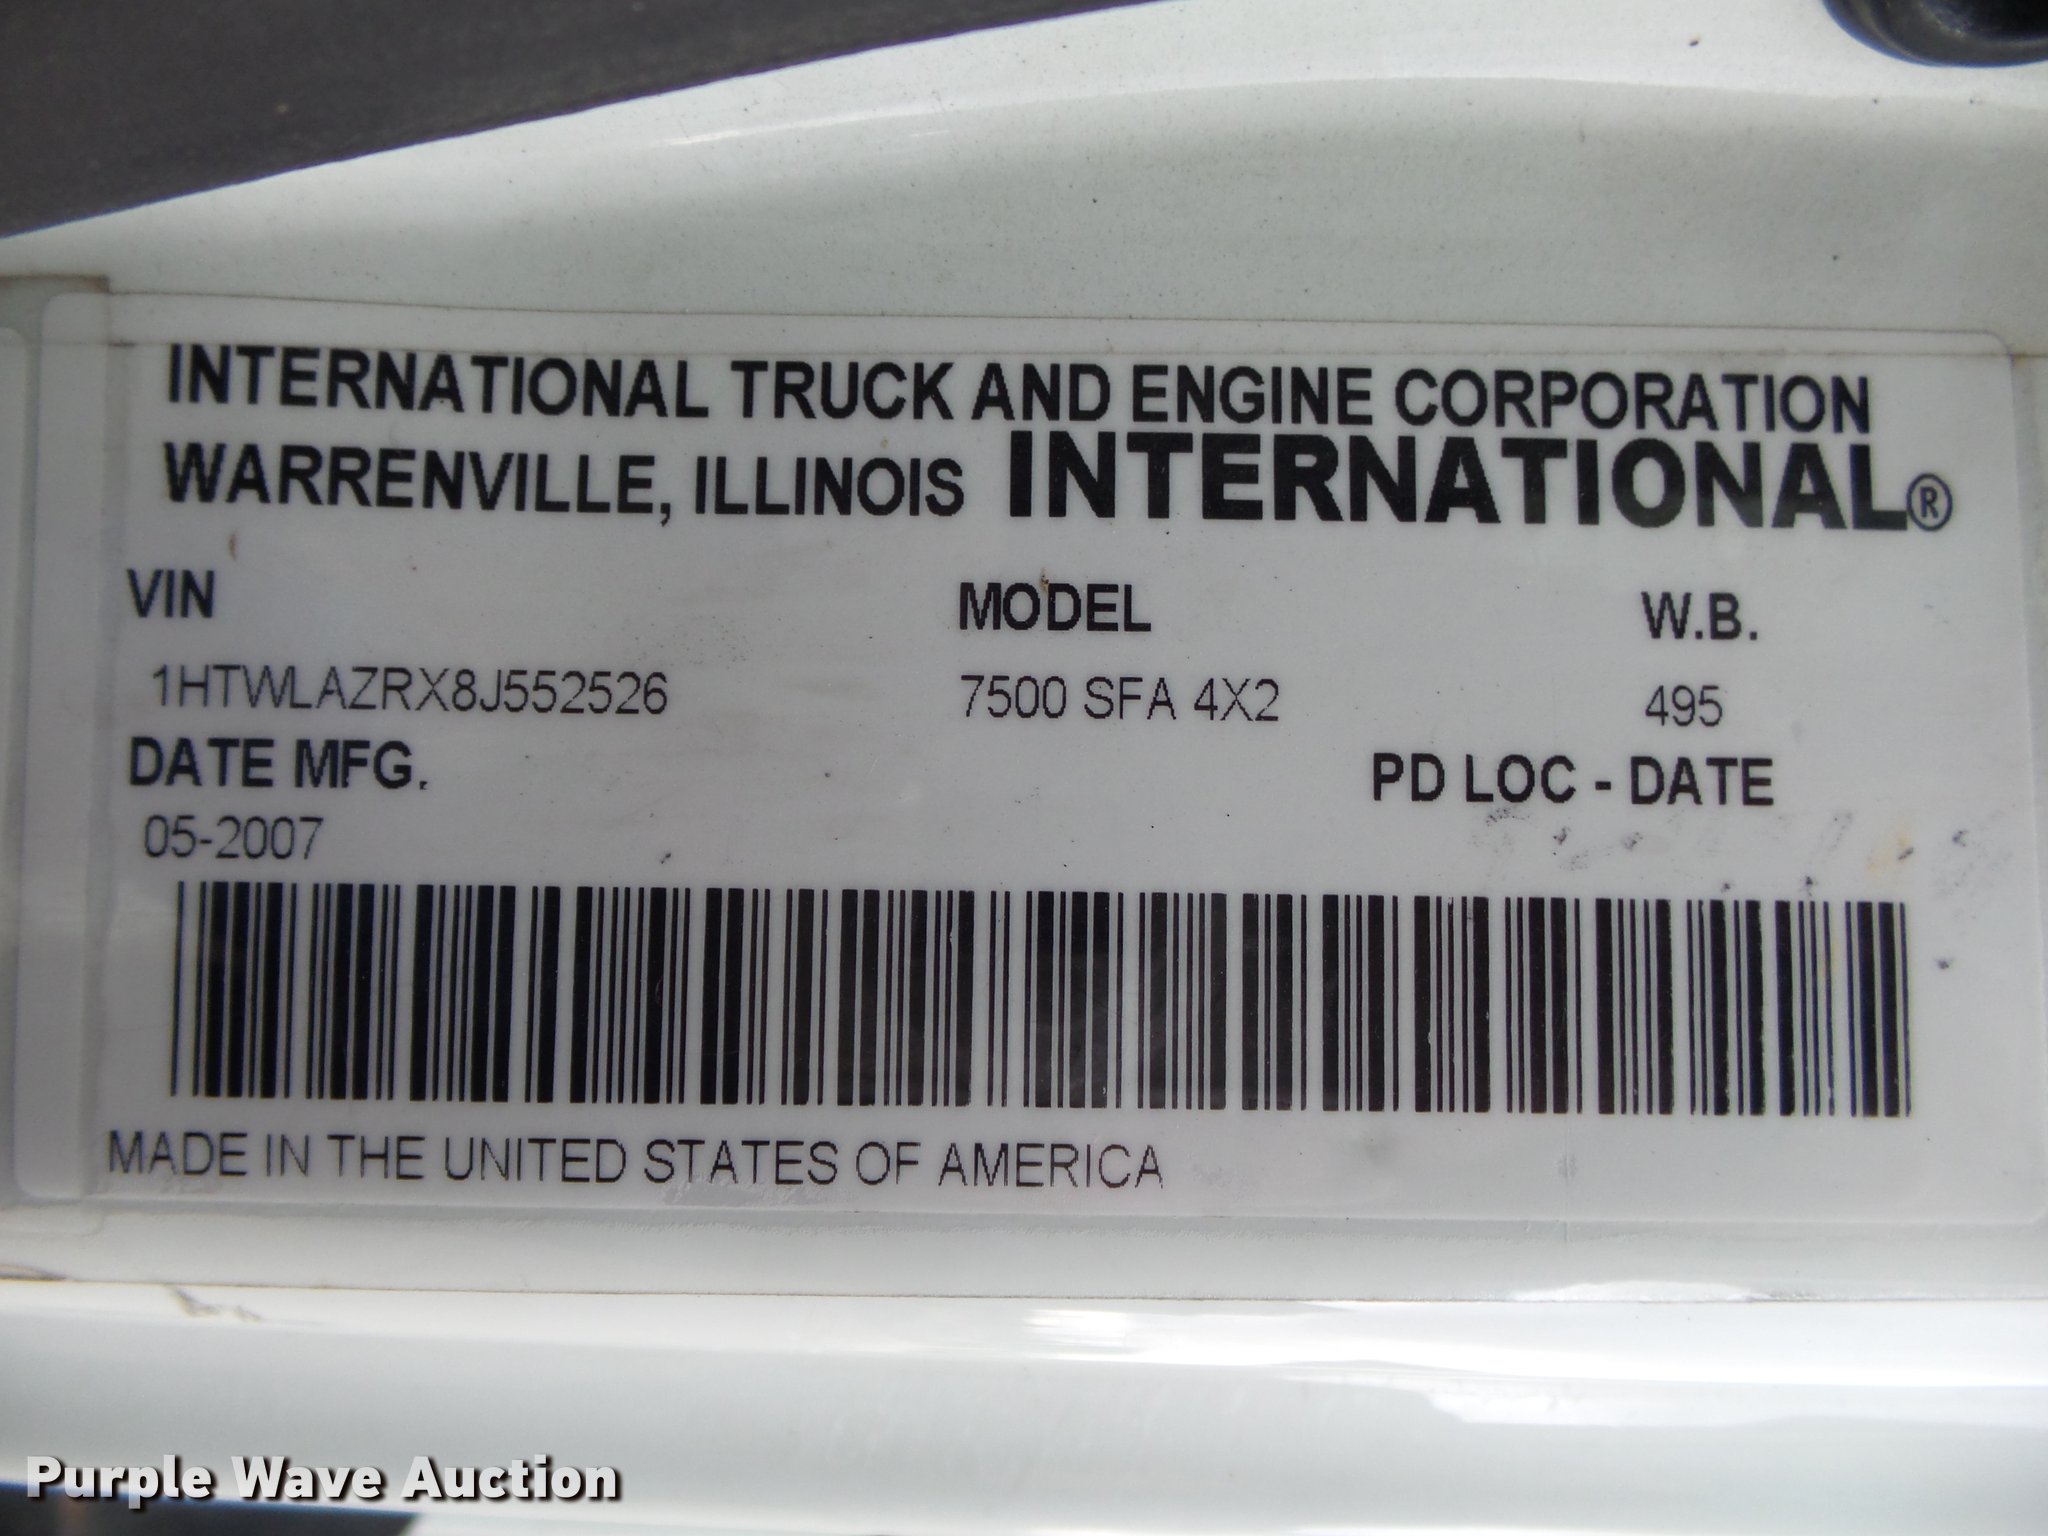 INTERNATIONAL TRUCK AND ENGINE CORPORATION
WARRENVILLE, ILLINOIS INTERNATIONAL®
VIN MODEL W.B.
1HTWLAZRX8J552526 7500 SFA 4X2 495
DATE MFG. PD LOC - DATE
05-2007
MADE IN THE UNITED STATES OF AMERICA
Purple Wave Auction